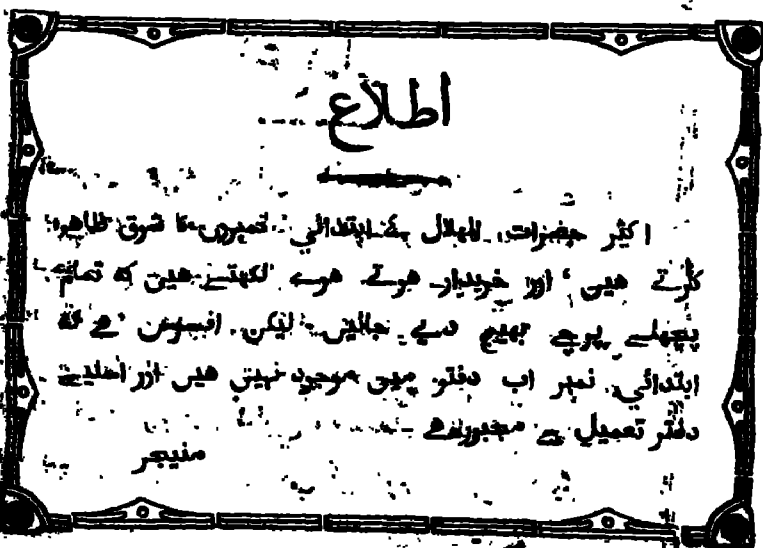 اطلاع
اکثر حضرات الہلال کے ابتدائی نمبروں کا شوق ظاہر
کرتے ہیں ' اور خریدار ہوتے ہوے لکھتے ہیں کہ تمام
پچھلے پرچے بھیج دیے جائیں - لیکن افسوس ہے کہ
ابتدائی نمبر اب دفتر میں موجود نہیں ہیں اور اسلیے
دفتر تعمیل سے مجبور ہے -
منیجر